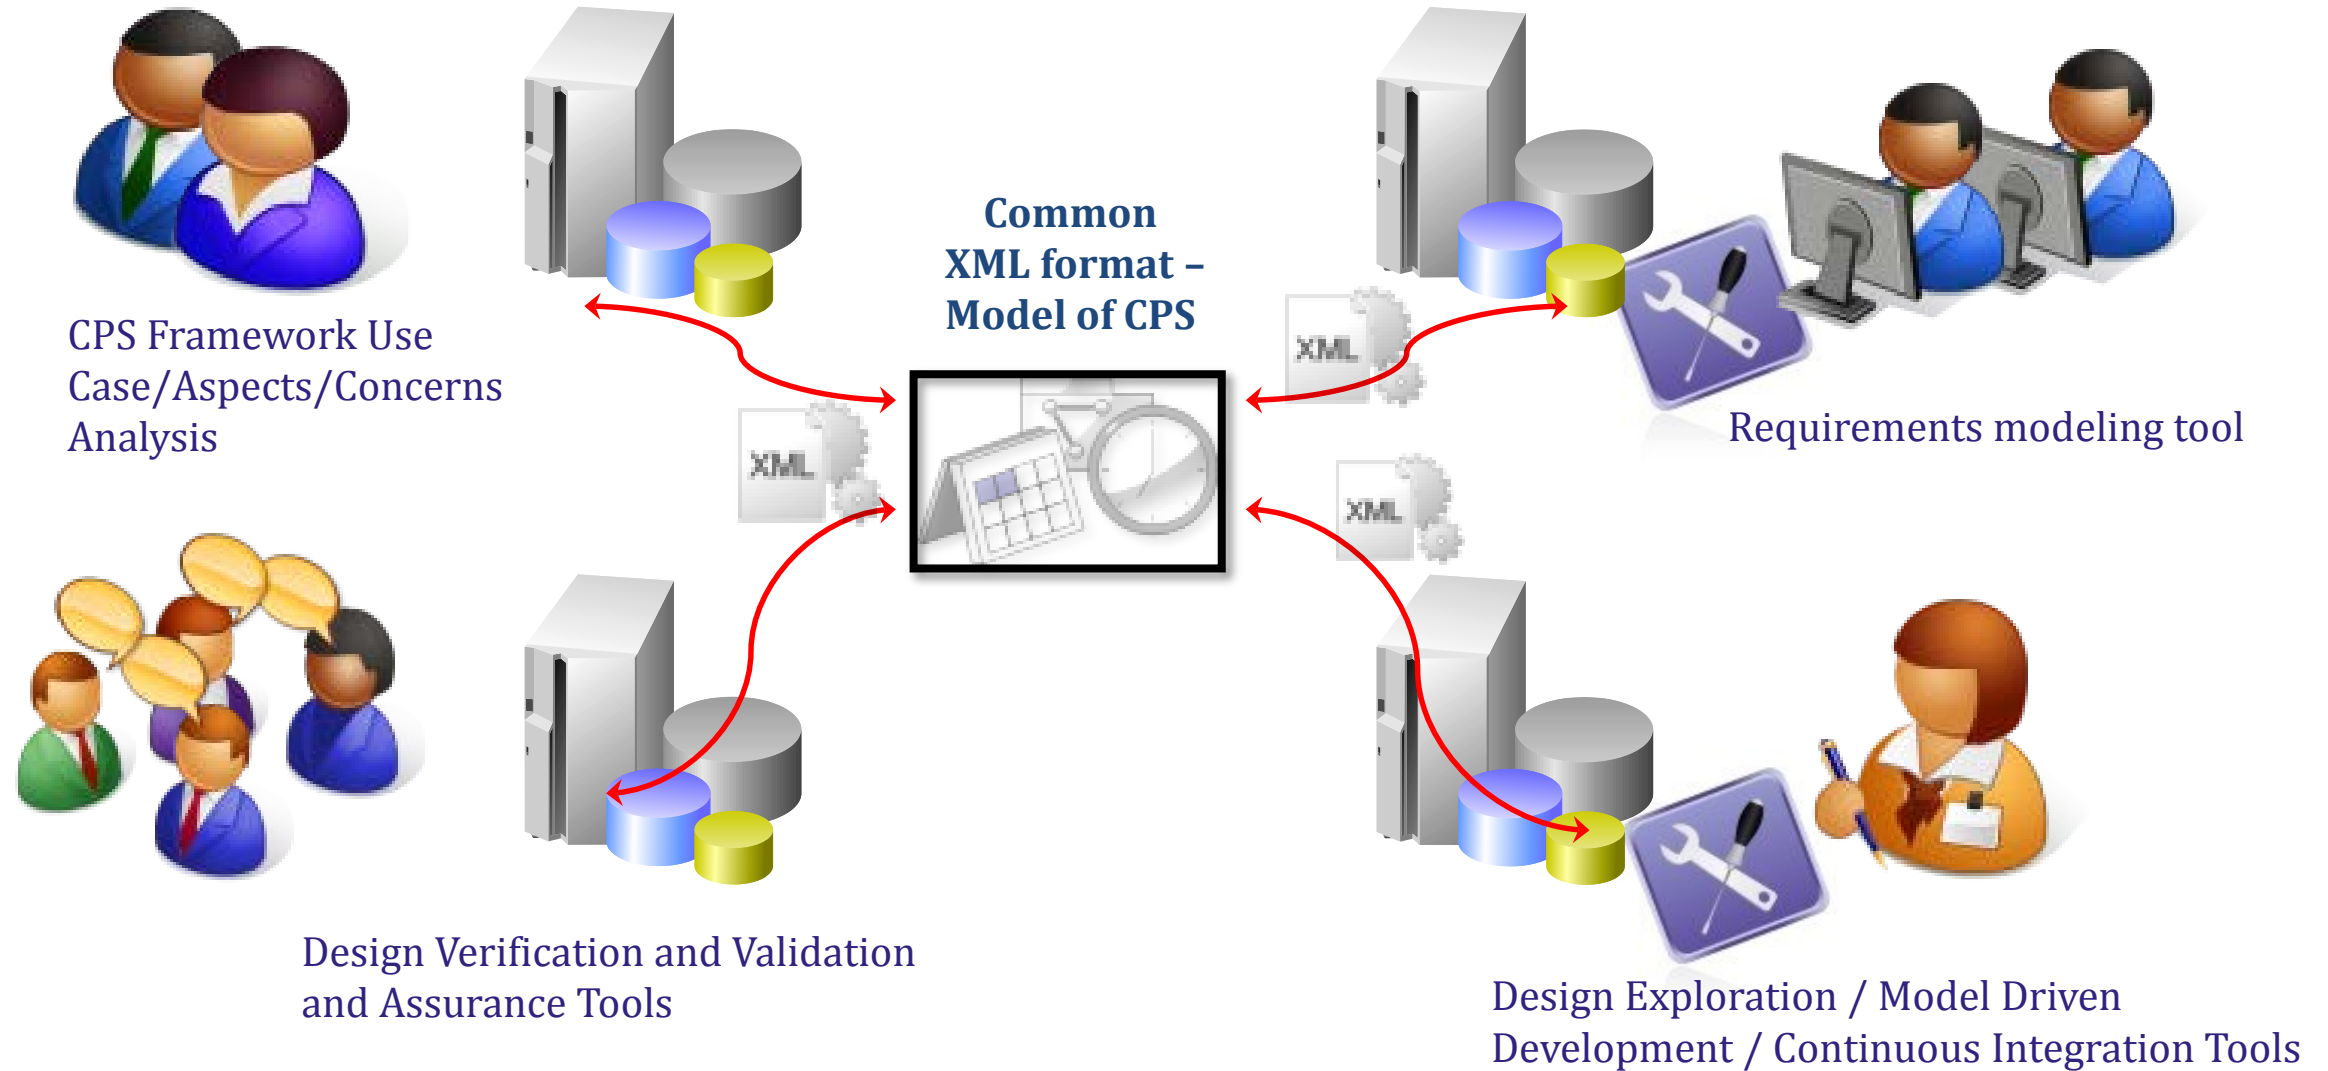 Common
XML format –
Model of CPS
CPS Framework Use
Case/Aspects/Concerns
Analysis
XML
Requirements modeling tool
XML
XML
Design Verification and Validation
and Assurance Tools
Design Exploration / Model Driven
Development / Continuous Integration Tools